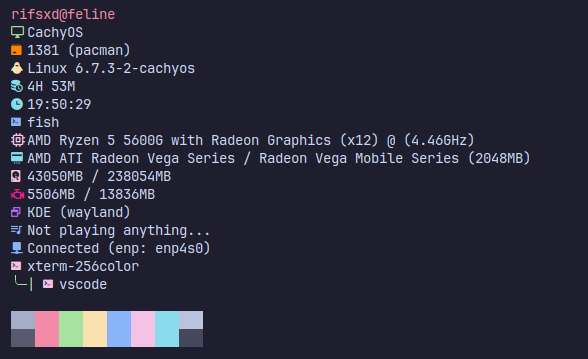 rifsxd@feline
CachyOS
1381 (pacman)
Linux 6.7.3-2-cachyos
4H 53M
19:50:29
fish
AMD Ryzen 5 5600G with Radeon Graphics (x12) @ (4.46GHz)
AMD ATI Radeon Vega Series / Radeon Vega Mobile Series (2048MB)
43050MB / 238054MB
5506MB / 13836MB
KDE (wayland)
Not playing anything...
Connected (enp: enp4s0)
xterm-256color
╰─| vscode